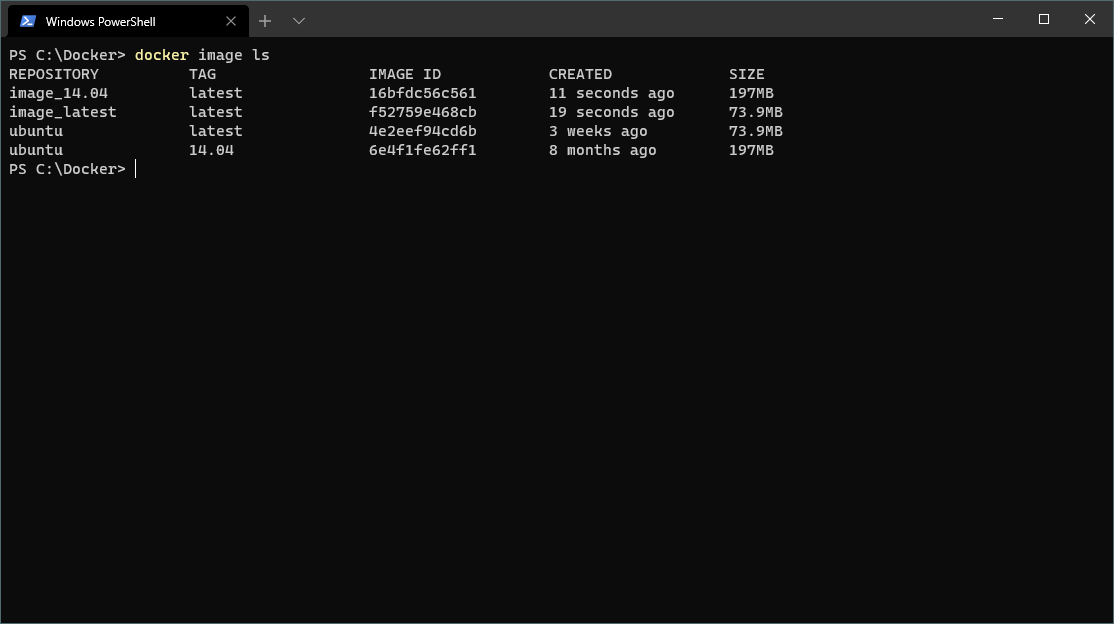 Windows PowerShell
PS C:\Docker> docker image ls
REPOSITORY          TAG                 IMAGE ID            CREATED             SIZE
image_14.04         latest              16bfdc56c561        11 seconds ago      197MB
image_latest        latest              f52759e468cb        19 seconds ago      73.9MB
ubuntu              latest              4e2eef94cd6b        3 weeks ago         73.9MB
ubuntu              14.04               6e4f1fe62ff1        8 months ago        197MB
PS C:\Docker>